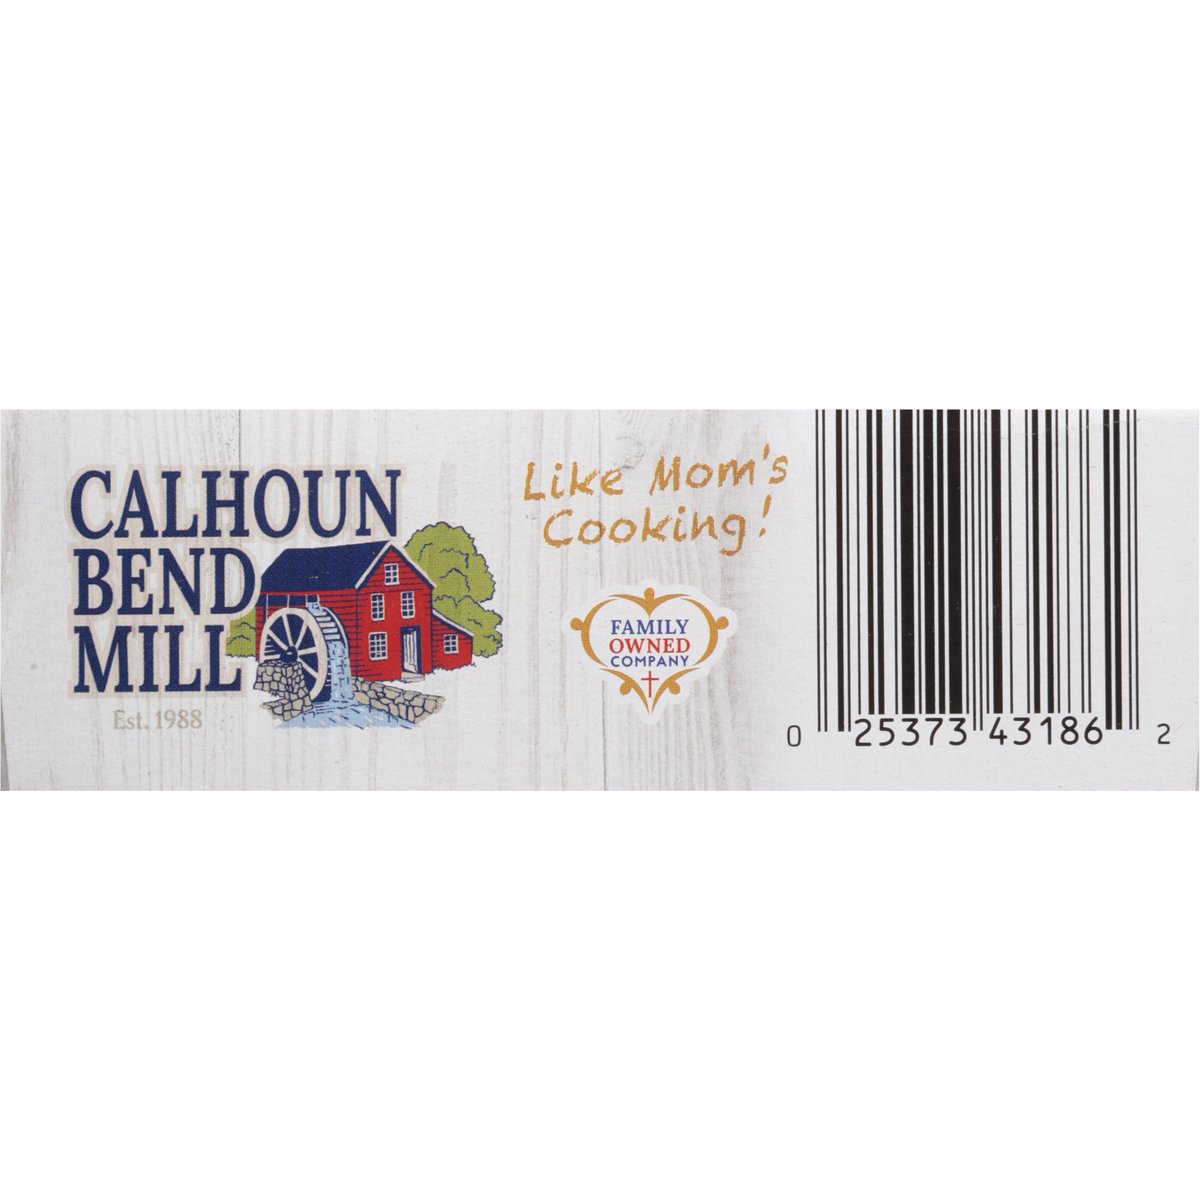 CALHOUN
BEND
MILL
Est. 1988
Like Mom's
Cooking!
FAMILY
OWNED
COMPANY
0 25373 43186 2